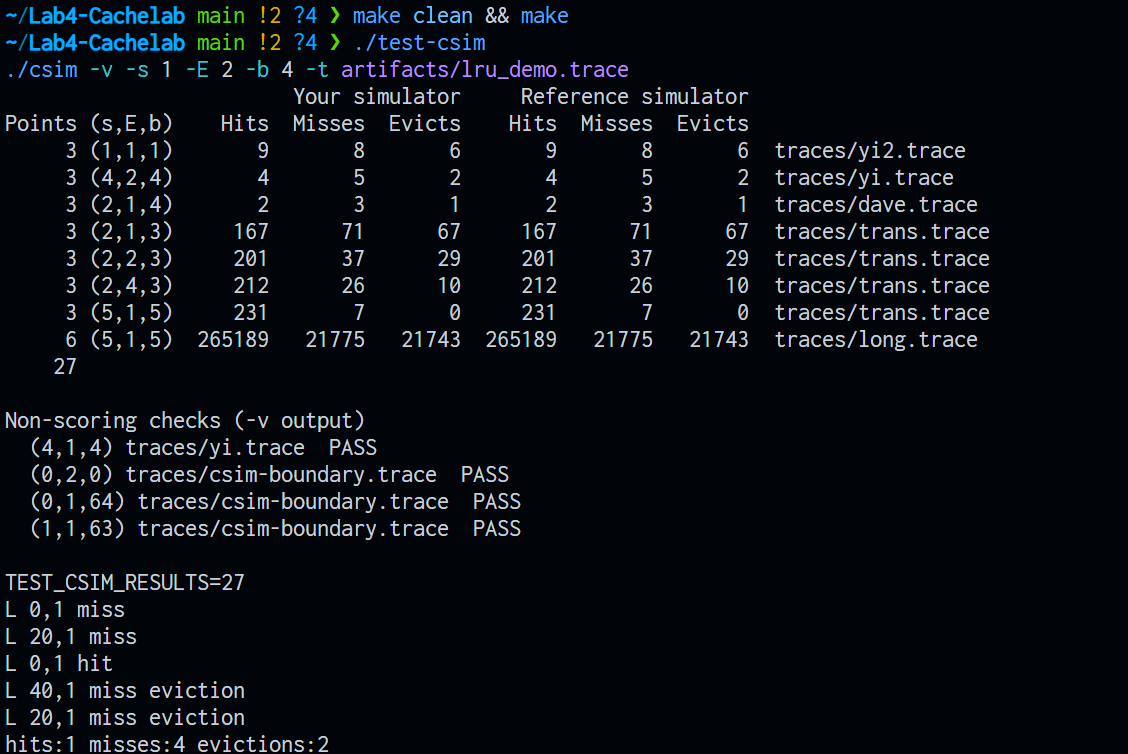 ~/Lab4-Cachelab main !2 ?4 ❯ make clean && make
~/Lab4-Cachelab main !2 ?4 ❯ ./test-csim
./csim -v -s 1 -E 2 -b 4 -t artifacts/lru_demo.trace
                        Your simulator     Reference simulator
Points (s,E,b)    Hits  Misses  Evicts    Hits  Misses  Evicts
     3 (1,1,1)       9       8       6       9       8       6  traces/yi2.trace
     3 (4,2,4)       4       5       2       4       5       2  traces/yi.trace
     3 (2,1,4)       2       3       1       2       3       1  traces/dave.trace
     3 (2,1,3)     167      71      67     167      71      67  traces/trans.trace
     3 (2,2,3)     201      37      29     201      37      29  traces/trans.trace
     3 (2,4,3)     212      26      10     212      26      10  traces/trans.trace
     3 (5,1,5)     231       7       0     231       7       0  traces/trans.trace
     6 (5,1,5)  265189   21775   21743  265189   21775   21743  traces/long.trace
    27
Non-scoring checks (-v output)
  (4,1,4) traces/yi.trace  PASS
  (0,2,0) traces/csim-boundary.trace  PASS
  (0,1,64) traces/csim-boundary.trace  PASS
  (1,1,63) traces/csim-boundary.trace  PASS
TEST_CSIM_RESULTS=27
L 0,1 miss
L 20,1 miss
L 0,1 hit
L 40,1 miss eviction
L 20,1 miss eviction
hits:1 misses:4 evictions:2